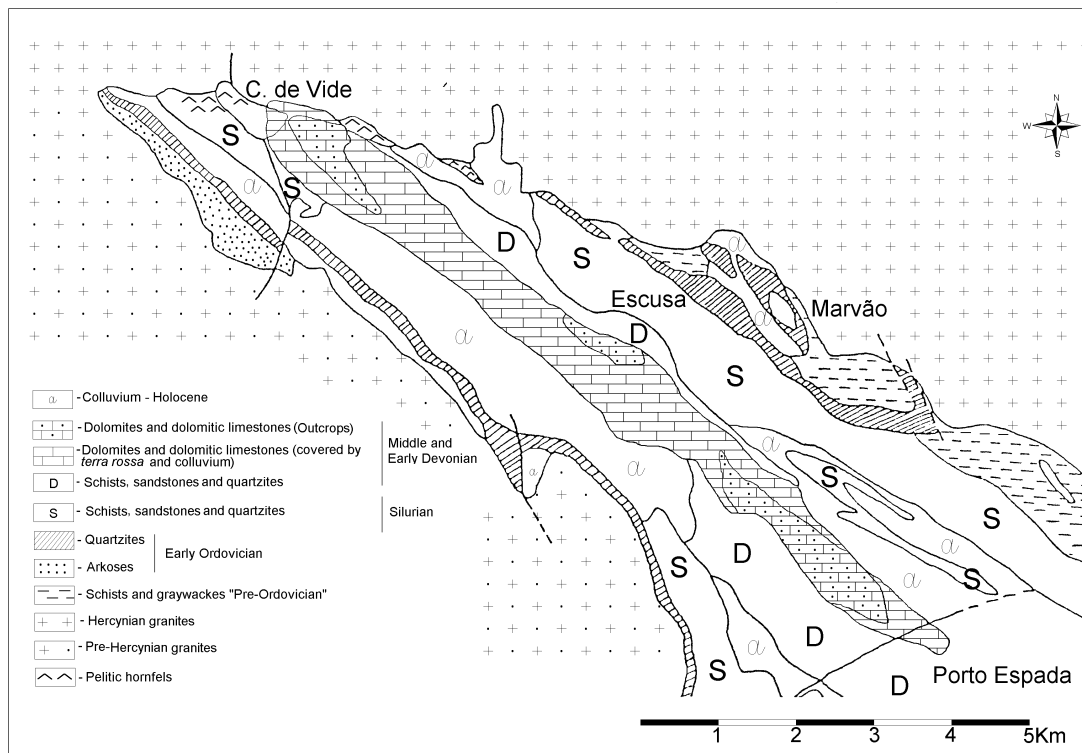 C. de Vide
N
W E
S
S
a
a
S
a
S
D
S
a
Escusa
a
Marvão
D
a
S
a
a
a
S
S
D
S
a
a
S
D
a
S
D
Porto Espada
a - Colluvium - Holocene
- Dolomites and dolomitic limestones (Outcrops)
- Dolomites and dolomitic limestones (covered by
terra rossa and colluvium)
Middle and
Early Devonian
D - Schists, sandstones and quartzites
S - Schists, sandstones and quartzites
Silurian
- Quartzites
Early Ordovician
- Arkoses
- Schists and graywackes "Pre-Ordovician"
- Hercynian granites
- Pre-Hercynian granites
- Pelitic hornfels
1 2 3 4 5Km